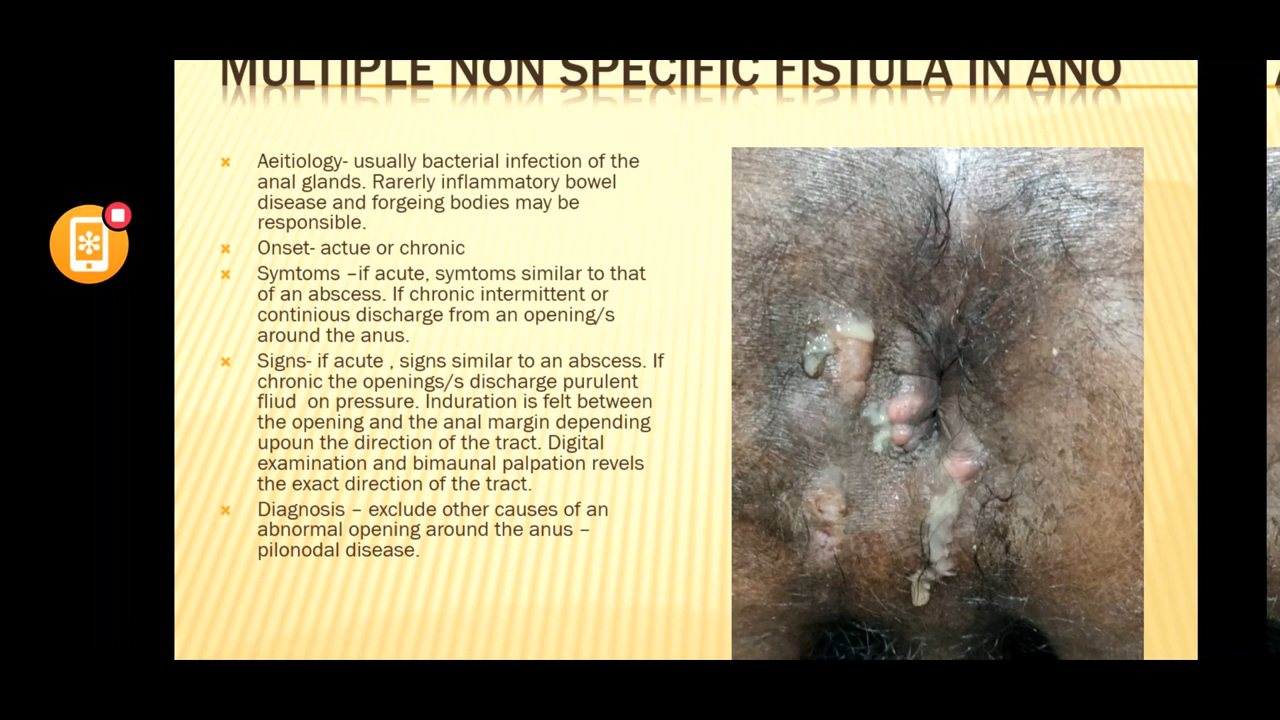 MULTIPLE NON SPECIFIC FISTULA IN ANO
Aeitiology- usually bacterial infection of the
anal glands. Rarerly inflammatory bowel
disease and forgeing bodies may be
responsible.
Onset- actue or chronic
Symtoms –if acute, symtoms similar to that
of an abscess. If chronic intermittent or
continious discharge from an opening/s
around the anus.
Signs- if acute , signs similar to an abscess. If
chronic the openings/s discharge purulent
fliud on pressure. Induration is felt between
the opening and the anal margin depending
upoun the direction of the tract. Digital
examination and bimaunal palpation revels
the exact direction of the tract.
Diagnosis – exclude other causes of an
abnormal opening around the anus –
pilonodal disease.